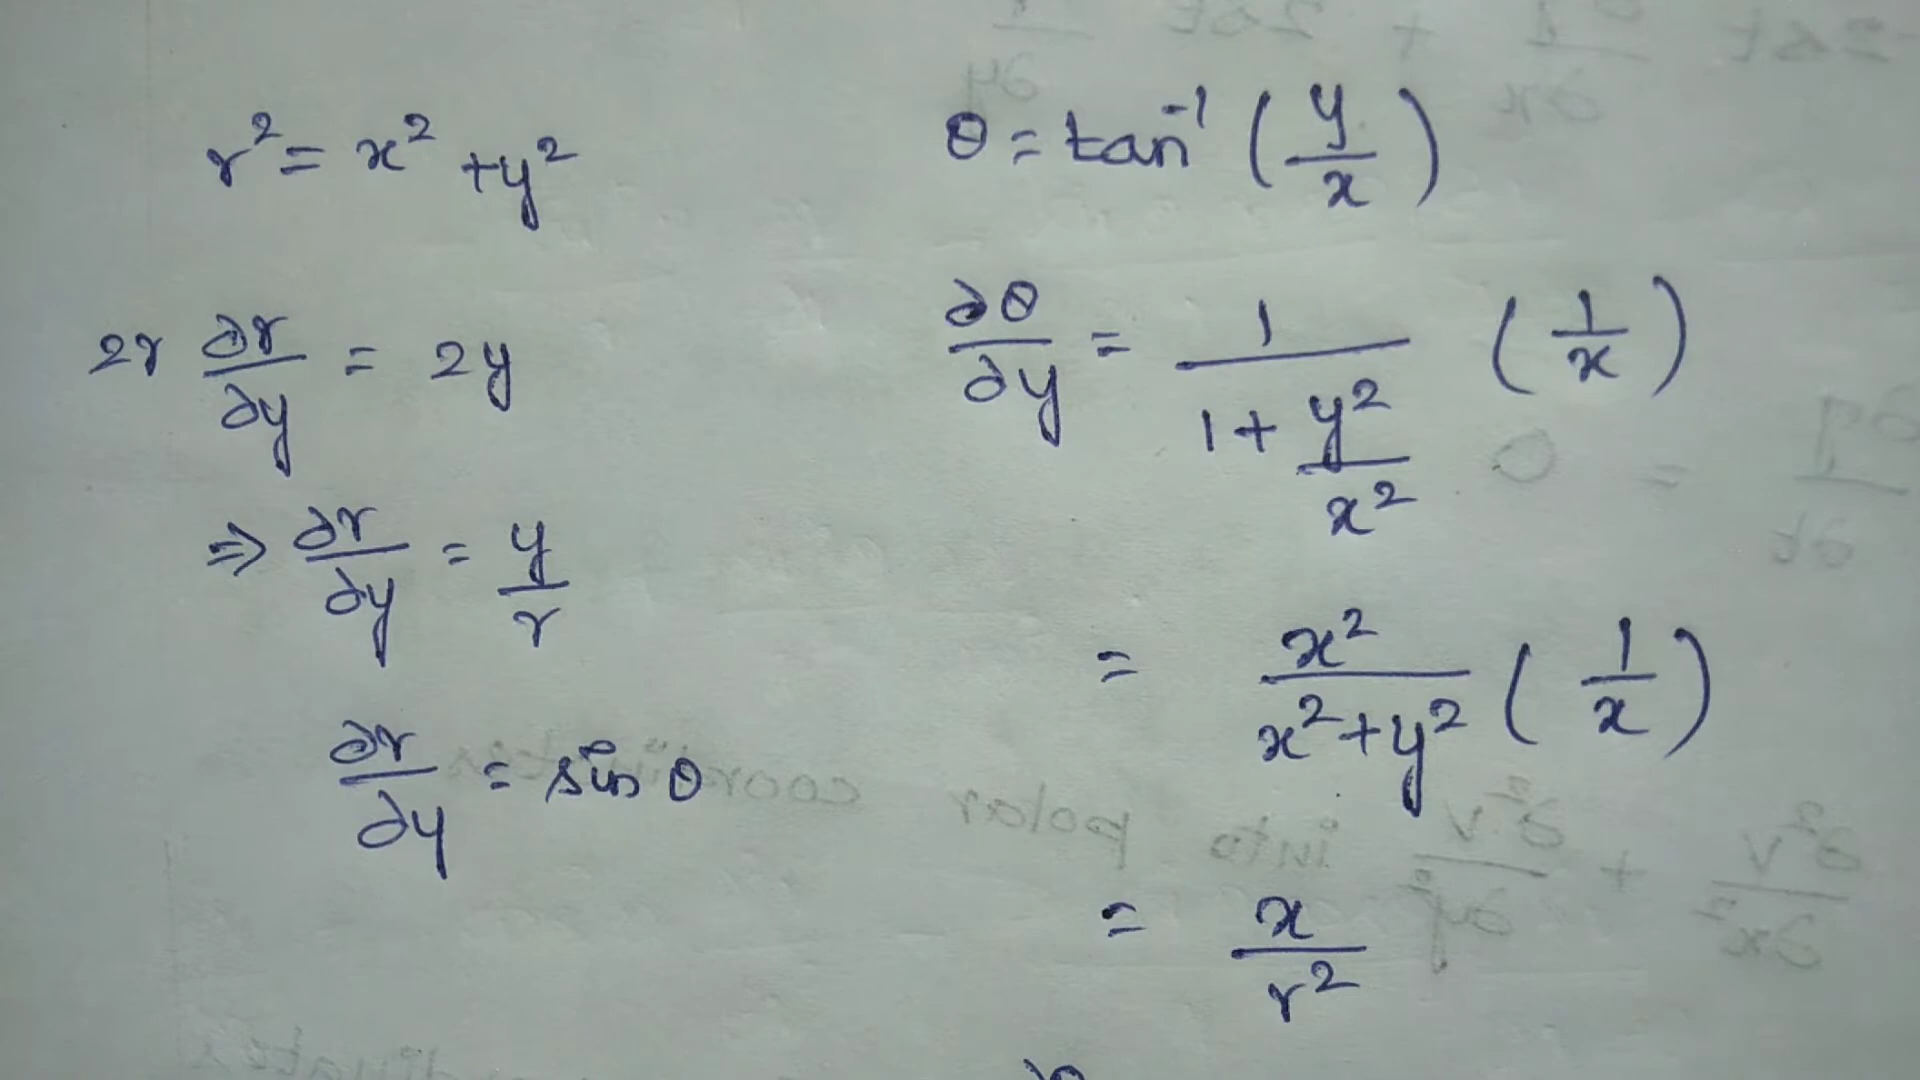 r² = x² + y²
2r ∂r/∂y = 2y
⇒ ∂r/∂y = y/r
∂r/∂y = sin θ
θ = tan⁻¹ (y/x)
∂θ/∂y = 1/(1 + y²/x²) (1/x)
= x²/(x² + y²) (1/x)
= x/r²